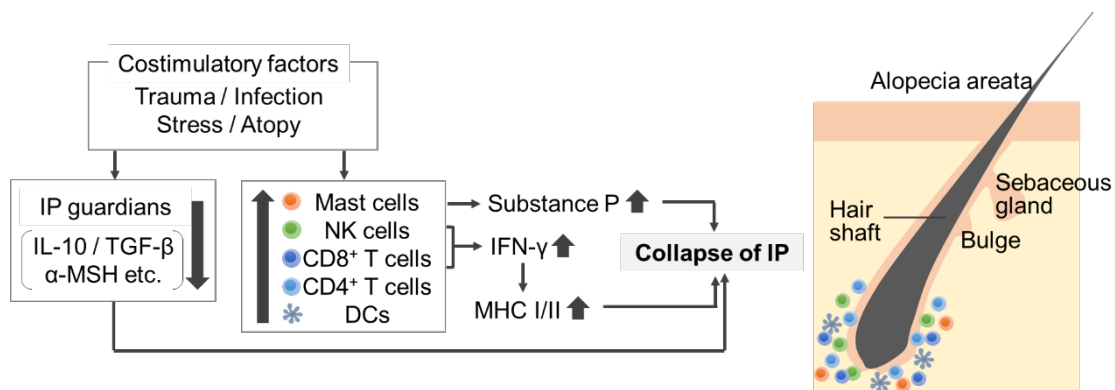 Costimulatory factors
Trauma / Infection
Stress / Atopy
IP guardians
IL-10 / TGF-β
α-MSH etc.
Mast cells
NK cells
CD8⁺ T cells
CD4⁺ T cells
DCs
Substance P
IFN-γ
MHC I/II
Collapse of IP
Alopecia areata
Sebaceous
gland
Hair
shaft
Bulge